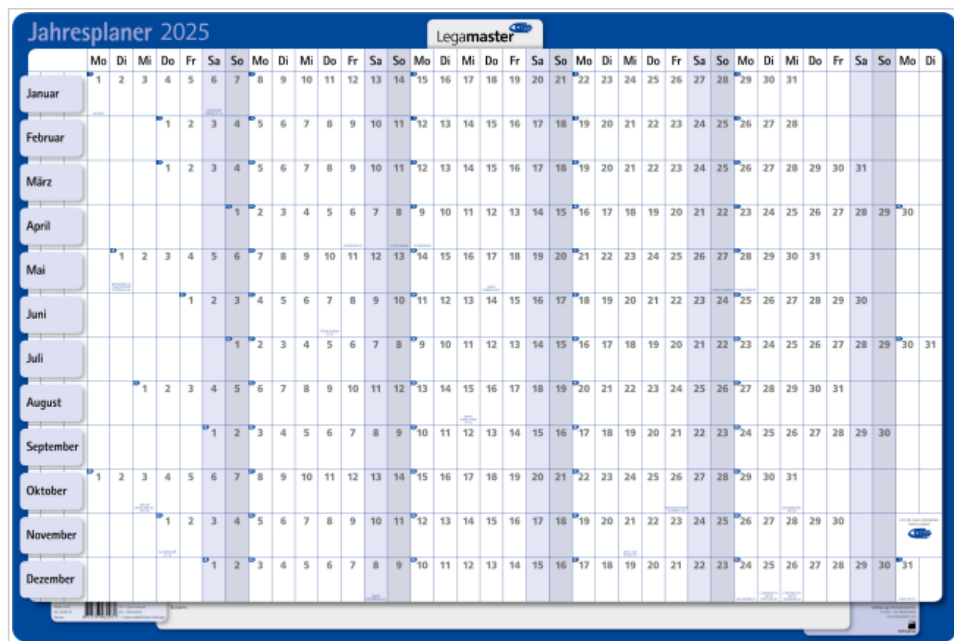 Jahresplaner 2025
Legamaster
Mo Di Mi Do Fr Sa So Mo Di Mi Do Fr Sa So Mo Di Mi Do Fr Sa So Mo Di Mi Do Fr Sa So Mo Di Mi Do Fr Sa So Mo Di
Januar 1 2 3 4 5 6 7 8 9 10 11 12 13 14 15 16 17 18 19 20 21 22 23 24 25 26 27 28 29 30 31
Februar 1 2 3 4 5 6 7 8 9 10 11 12 13 14 15 16 17 18 19 20 21 22 23 24 25 26 27 28
März 1 2 3 4 5 6 7 8 9 10 11 12 13 14 15 16 17 18 19 20 21 22 23 24 25 26 27 28 29 30 31
April 1 2 3 4 5 6 7 8 9 10 11 12 13 14 15 16 17 18 19 20 21 22 23 24 25 26 27 28 29 30
Mai 1 2 3 4 5 6 7 8 9 10 11 12 13 14 15 16 17 18 19 20 21 22 23 24 25 26 27 28 29 30 31
Juni 1 2 3 4 5 6 7 8 9 10 11 12 13 14 15 16 17 18 19 20 21 22 23 24 25 26 27 28 29 30
Juli 1 2 3 4 5 6 7 8 9 10 11 12 13 14 15 16 17 18 19 20 21 22 23 24 25 26 27 28 29 30 31
August 1 2 3 4 5 6 7 8 9 10 11 12 13 14 15 16 17 18 19 20 21 22 23 24 25 26 27 28 29 30 31
September 1 2 3 4 5 6 7 8 9 10 11 12 13 14 15 16 17 18 19 20 21 22 23 24 25 26 27 28 29 30
Oktober 1 2 3 4 5 6 7 8 9 10 11 12 13 14 15 16 17 18 19 20 21 22 23 24 25 26 27 28 29 30 31
November 1 2 3 4 5 6 7 8 9 10 11 12 13 14 15 16 17 18 19 20 21 22 23 24 25 26 27 28 29 30
Dezember 1 2 3 4 5 6 7 8 9 10 11 12 13 14 15 16 17 18 19 20 21 22 23 24 25 26 27 28 29 30 31